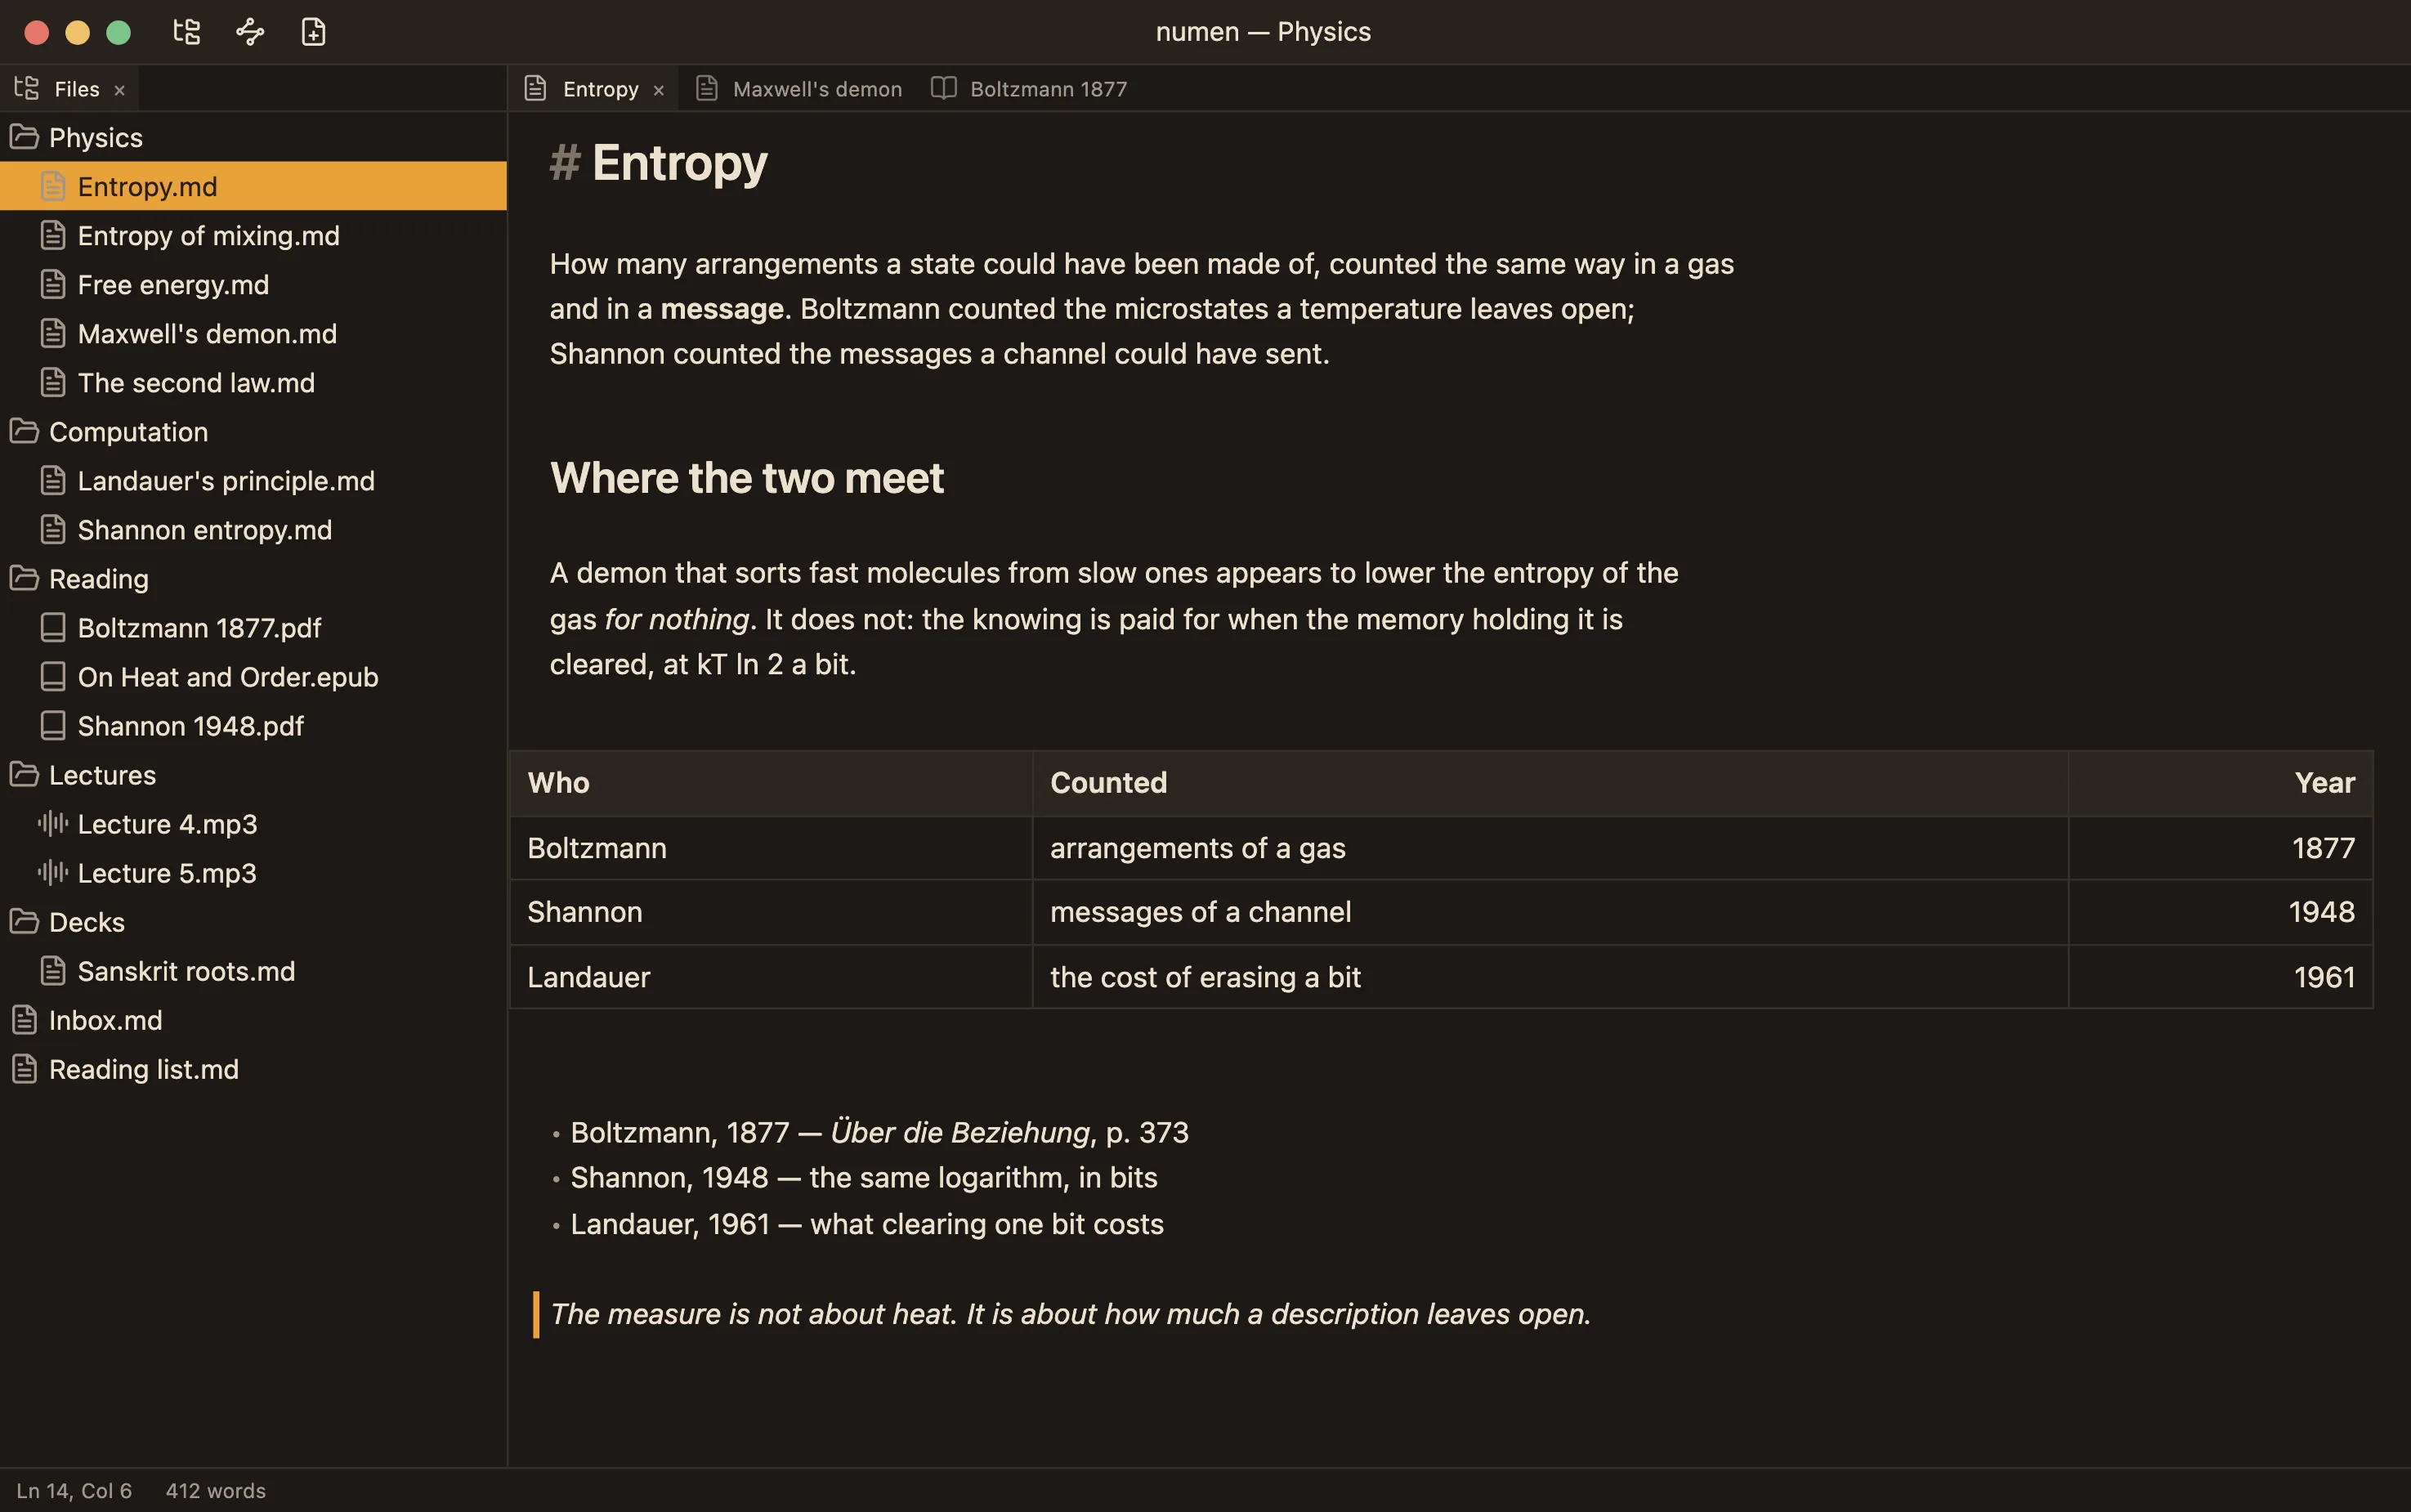 numen — Physics
Files ×
Entropy ×
Maxwell's demon
Boltzmann 1877
Physics
Entropy.md
Entropy of mixing.md
Free energy.md
Maxwell's demon.md
The second law.md
Computation
Landauer's principle.md
Shannon entropy.md
Reading
Boltzmann 1877.pdf
On Heat and Order.epub
Shannon 1948.pdf
Lectures
Lecture 4.mp3
Lecture 5.mp3
Decks
Sanskrit roots.md
Inbox.md
Reading list.md
# Entropy
How many arrangements a state could have been made of, counted the same way in a gas
and in a message. Boltzmann counted the microstates a temperature leaves open;
Shannon counted the messages a channel could have sent.
Where the two meet
A demon that sorts fast molecules from slow ones appears to lower the entropy of the
gas for nothing. It does not: the knowing is paid for when the memory holding it is
cleared, at kT ln 2 a bit.
Who Counted Year
Boltzmann arrangements of a gas 1877
Shannon messages of a channel 1948
Landauer the cost of erasing a bit 1961
• Boltzmann, 1877 — Über die Beziehung, p. 373
• Shannon, 1948 — the same logarithm, in bits
• Landauer, 1961 — what clearing one bit costs
The measure is not about heat. It is about how much a description leaves open.
Ln 14, Col 6 412 words